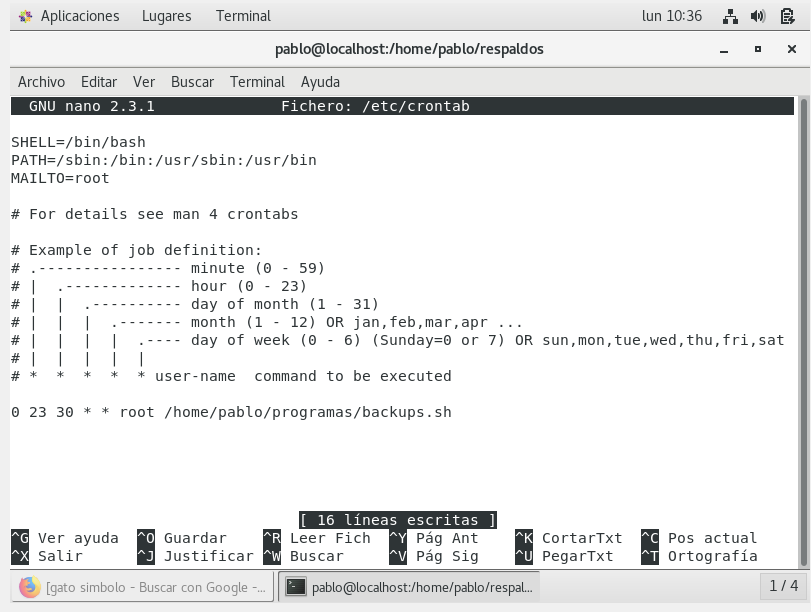 Aplicaciones Lugares Terminal lun 10:36
pablo@localhost:/home/pablo/respaldos
Archivo Editar Ver Buscar Terminal Ayuda
GNU nano 2.3.1 Fichero: /etc/crontab
SHELL=/bin/bash
PATH=/sbin:/bin:/usr/sbin:/usr/bin
MAILTO=root
# For details see man 4 crontabs
# Example of job definition:
# .---------------- minute (0 - 59)
# |  .------------- hour (0 - 23)
# |  |  .---------- day of month (1 - 31)
# |  |  |  .------- month (1 - 12) OR jan,feb,mar,apr ...
# |  |  |  |  .---- day of week (0 - 6) (Sunday=0 or 7) OR sun,mon,tue,wed,thu,fri,sat
# |  |  |  |  |
# *  *  *  *  * user-name  command to be executed
0 23 30 * * root /home/pablo/programas/backups.sh
[ 16 líneas escritas ]
^G Ver ayuda ^O Guardar ^R Leer Fich ^Y Pág Ant ^K CortarTxt ^C Pos actual
^X Salir ^J Justificar ^W Buscar ^V Pág Sig ^U PegarTxt ^T Ortografía
[gato simbolo - Buscar con Google -... pablo@localhost:/home/pablo/respal... 1 / 4